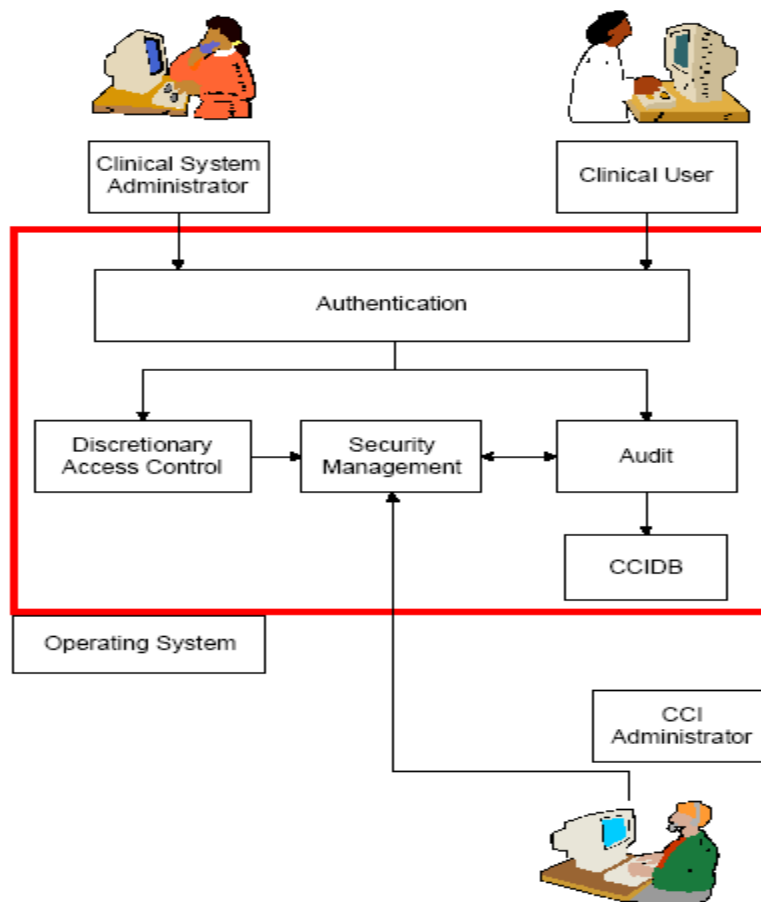 Clinical System
Administrator
Clinical User
Authentication
Discretionary
Access Control
Security
Management
Audit
CCIDB
Operating System
CCI
Administrator